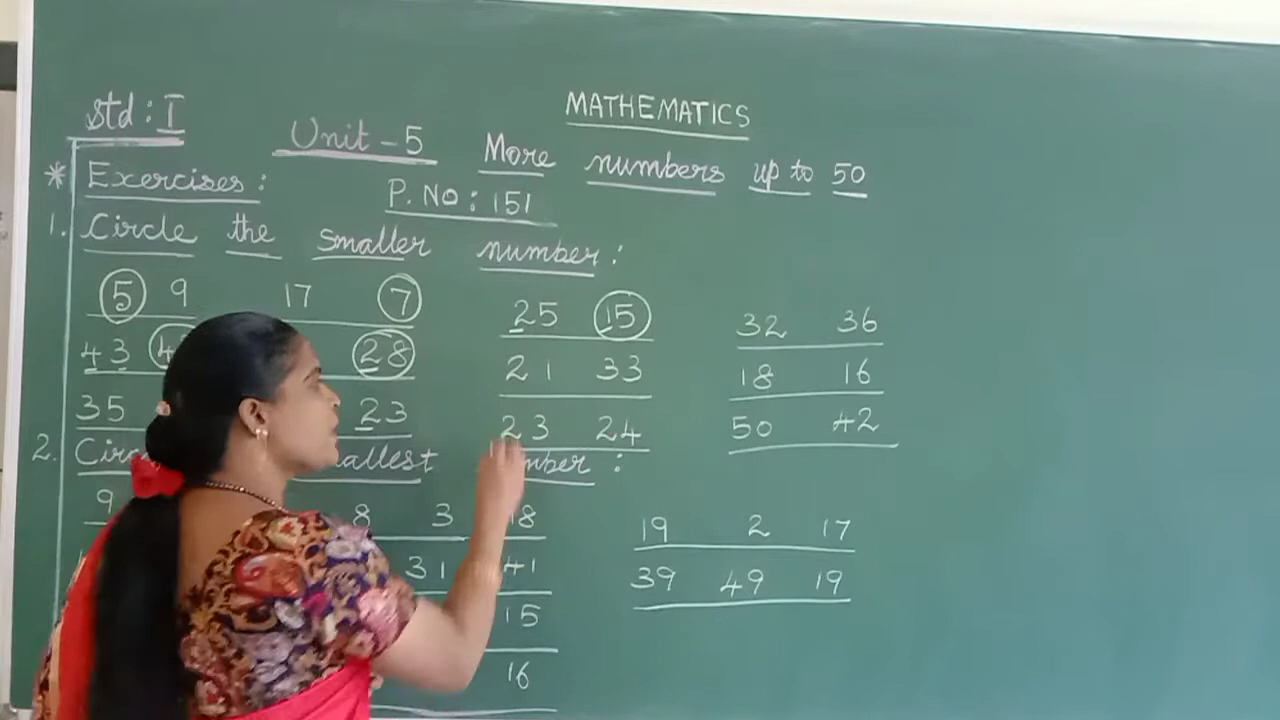 MATHEMATICS
Std : I
Unit - 5 More numbers up to 50
* Exercises : P. No : 151
1. Circle the smaller number :
5 9 17 7 25 15 32 36
43 28 21 33 18 16
35 23 23 24 50 42
2.
9 8 3 18 19 2 17
31 41 39 49 19
15
16